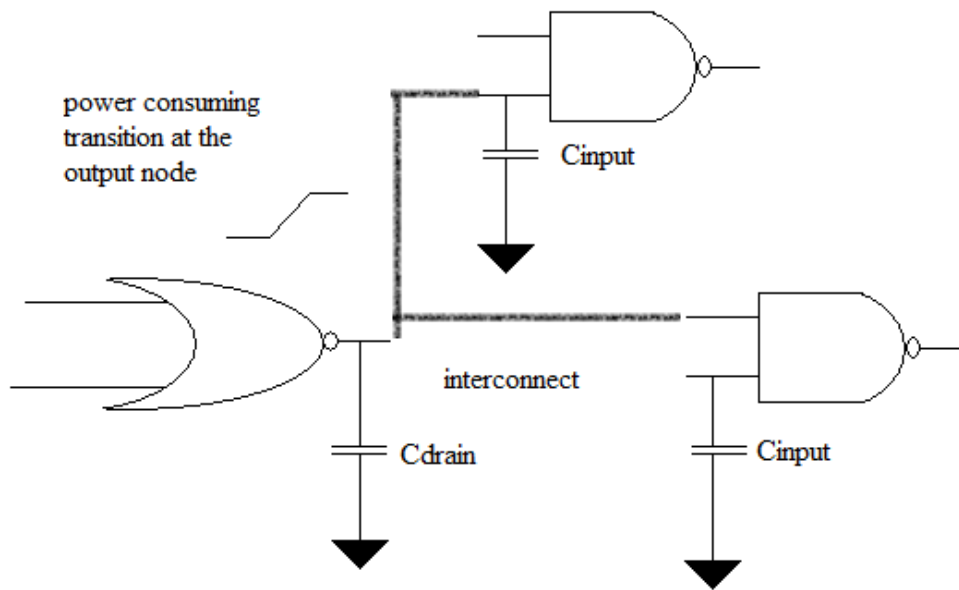 power consuming
transition at the
output node
Cinput
interconnect
Cdrain
Cinput